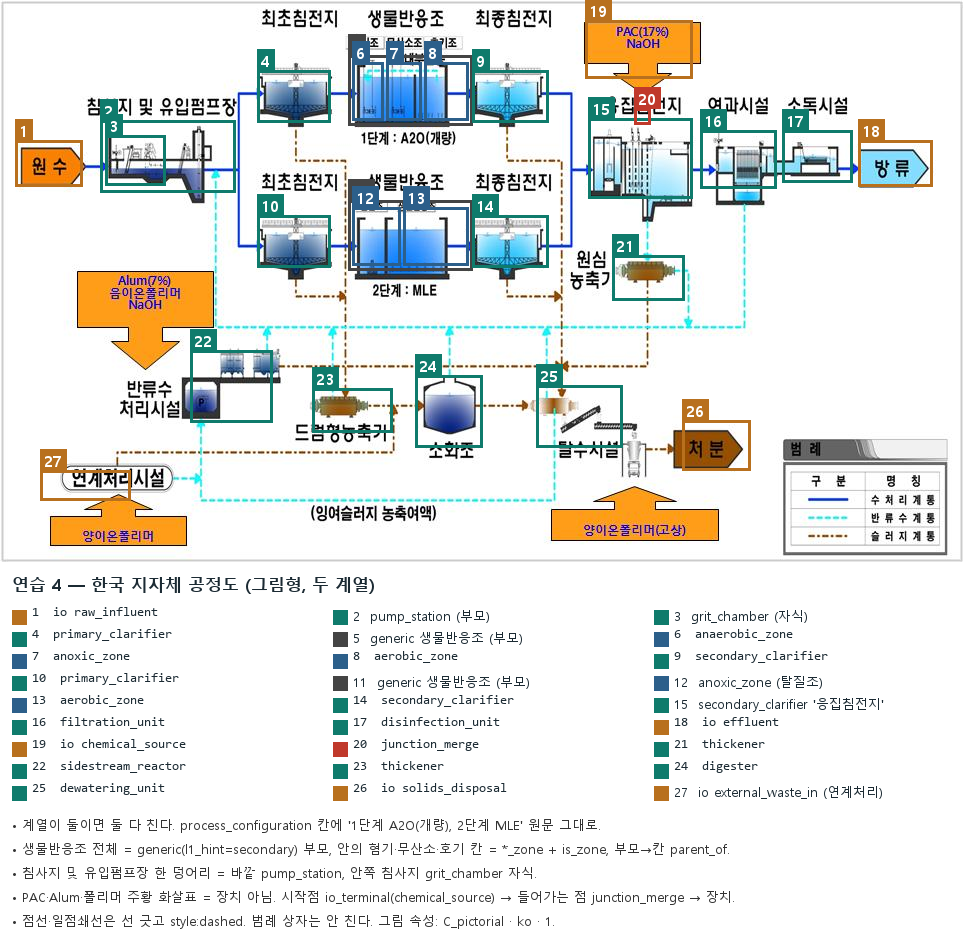 최초침전지
생물반응조
최종침전지
19
PAC(17%)
NaOH
4
6
7
8
9
1단계 : A2O(개량)
1
원 수
및 유입펌프장
3
15
20
16
여과시설
17
소독시설
18
방 류
최초침전지
생물반응조
최종침전지
10
12
13
14
2단계 : MLE
21
원심
농축기
Alum(7%)
음이온폴리머
NaOH
22
반류수
처리시설
P
23
드럼형농축기
24
소화조
25
탈수시설
26
처 분
27
연계처리시설
양이온폴리머
(잉여슬러지 농축여액)
양이온폴리머(고상)
범 례
구 분 명 칭
수처리계통
반류수계통
슬러지계통
연습 4 — 한국 지자체 공정도 (그림형, 두 계열)
1 io raw_influent
2 pump_station (부모)
3 grit_chamber (자식)
4 primary_clarifier
5 generic 생물반응조 (부모)
6 anaerobic_zone
7 anoxic_zone
8 aerobic_zone
9 secondary_clarifier
10 primary_clarifier
11 generic 생물반응조 (부모)
12 anoxic_zone (탈질조)
13 aerobic_zone
14 secondary_clarifier
15 secondary_clarifier '응집침전지'
16 filtration_unit
17 disinfection_unit
18 io effluent
19 io chemical_source
20 junction_merge
21 thickener
22 sidestream_reactor
23 thickener
24 digester
25 dewatering_unit
26 io solids_disposal
27 io external_waste_in (연계처리)
• 계열이 둘이면 둘 다 친다. process_configuration 칸에 '1단계 A2O(개량), 2단계 MLE' 원문 그대로.
• 생물반응조 전체 = generic(l1_hint=secondary) 부모, 안의 혐기·무산소·호기 칸 = *_zone + is_zone, 부모→칸 parent_of.
• 침사지 및 유입펌프장 한 덩어리 = 바깥 pump_station, 안쪽 침사지 grit_chamber 자식.
• PAC·Alum·폴리머 주황 화살표 = 장치 아님. 시작점 io_terminal(chemical_source) → 들어가는 점 junction_merge → 장치.
• 점선·일점쇄선은 선 긋고 style:dashed. 범례 상자는 안 친다. 그림 속성: C_pictorial · ko · 1.